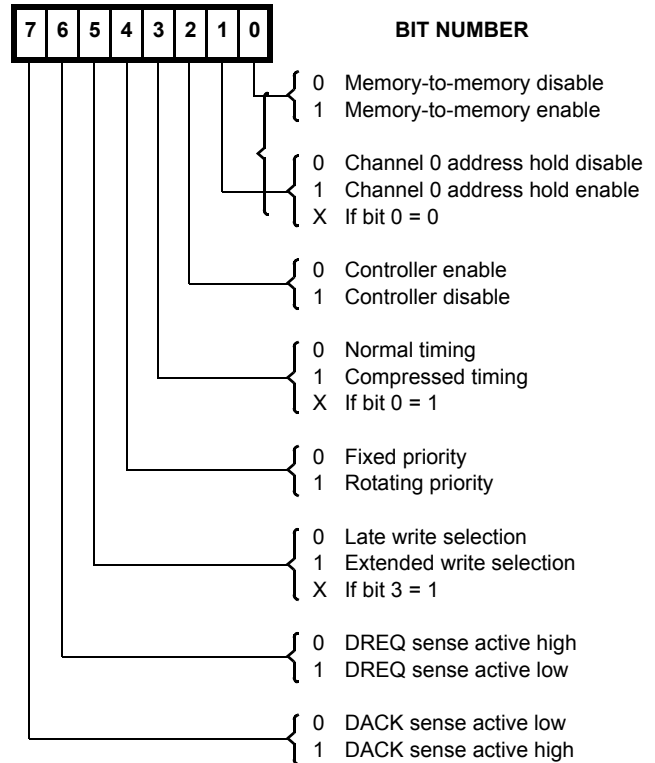 7 6 5 4 3 2 1 0 BIT NUMBER
0 Memory-to-memory disable
1 Memory-to-memory enable
0 Channel 0 address hold disable
1 Channel 0 address hold enable
X If bit 0 = 0
0 Controller enable
1 Controller disable
0 Normal timing
1 Compressed timing
X If bit 0 = 1
0 Fixed priority
1 Rotating priority
0 Late write selection
1 Extended write selection
X If bit 3 = 1
0 DREQ sense active high
1 DREQ sense active low
0 DACK sense active low
1 DACK sense active high